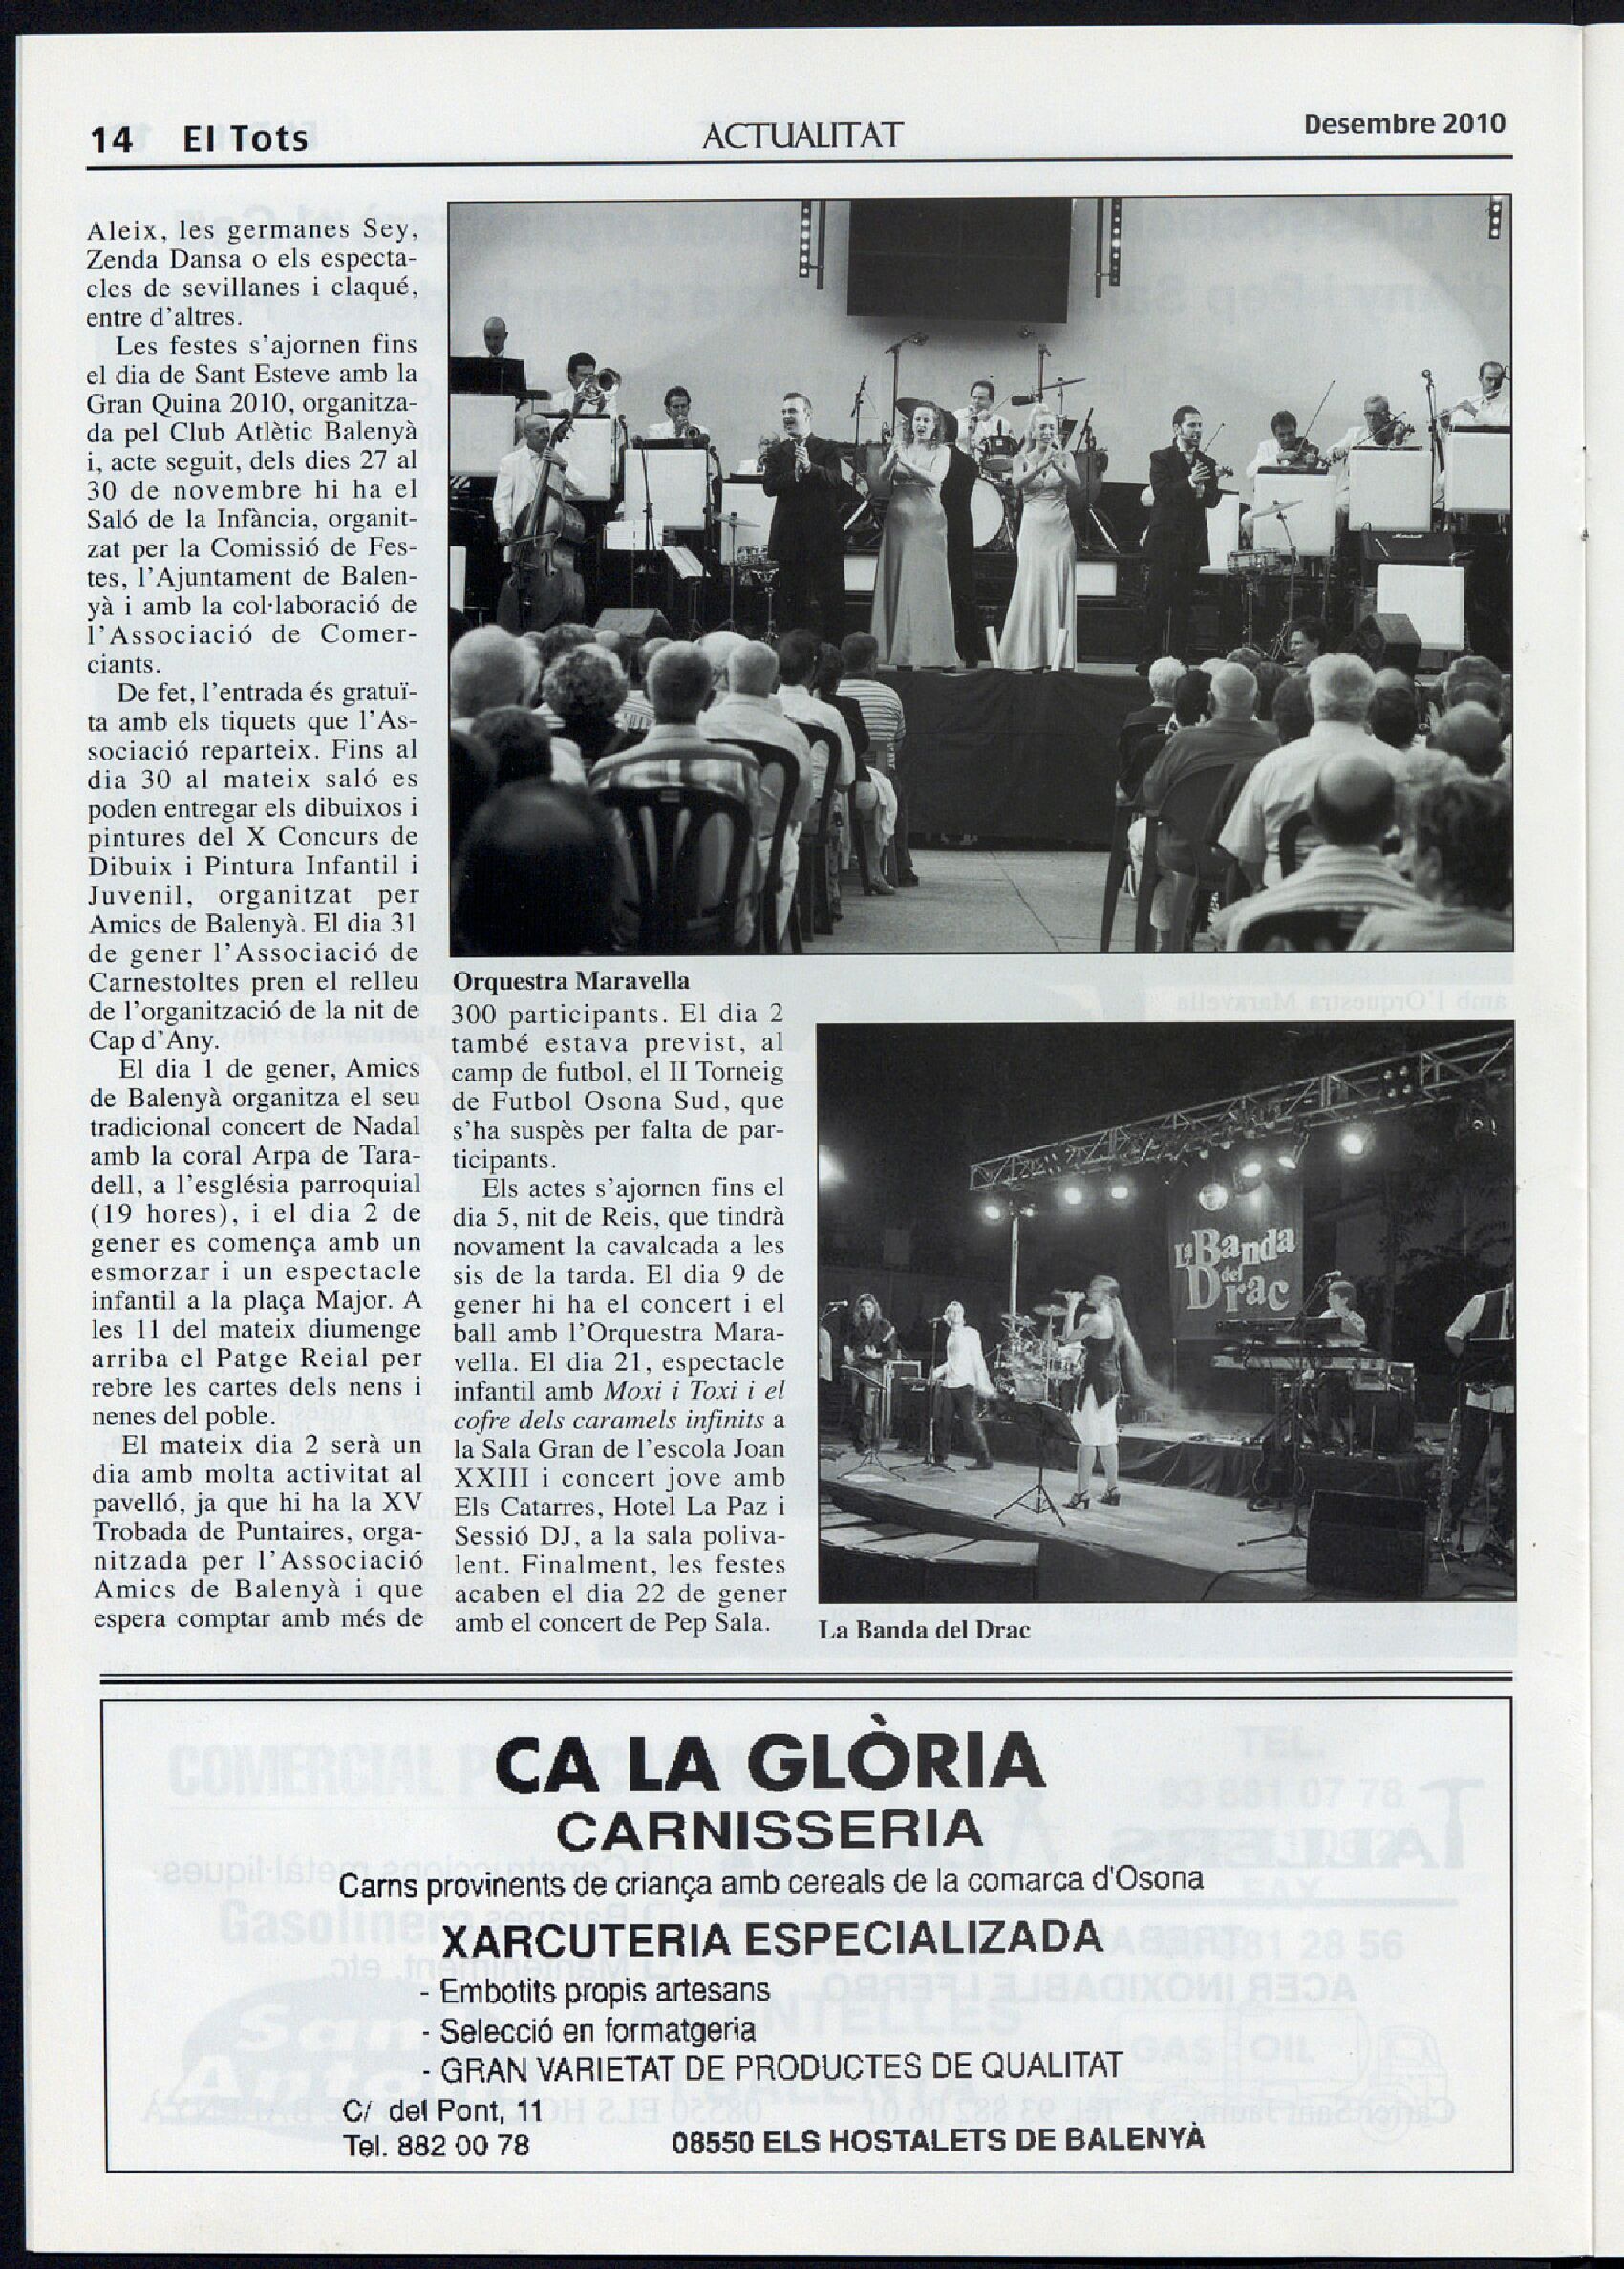 14 El Tots
ACTUALITAT
Desembre 2010
Aleix, les germanes Sey,
Zenda Dansa o els especta-
cles de sevillanes i claqué,
entre d'altres.
Les festes s'ajornen fins
el dia de Sant Esteve amb la
Gran Quina 2010, organitza-
da pel Club Atlètic Balenyà
i, acte seguit, dels dies 27 al
30 de novembre hi ha el
Saló de la Infància, organit-
zat per la Comissió de Fes-
tes, l'Ajuntament de Balen-
yà i amb la col·laboració de
l'Associació de Comer-
ciants.
De fet, l'entrada és gratuï-
ta amb els tiquets que l'As-
sociació reparteix. Fins al
dia 30 al mateix saló es
poden entregar els dibuixos i
pintures del X Concurs de
Dibuix i Pintura Infantil i
Juvenil, organitzat per
Amics de Balenyà. El dia 31
de gener l'Associació de
Carnestoltes pren el relleu
de l'organització de la nit de
Cap d'Any.
El dia 1 de gener, Amics
de Balenyà organitza el seu
tradicional concert de Nadal
amb la coral Arpa de Tara-
dell, a l'església parroquial
(19 hores), i el dia 2 de
gener es comença amb un
esmorzar i un espectacle
infantil a la plaça Major. A
les 11 del mateix diumenge
arriba el Patge Reial per
rebre les cartes dels nens i
nenes del poble.
El mateix dia 2 serà un
dia amb molta activitat al
pavelló, ja que hi ha la XV
Trobada de Puntaires, orga-
nitzada per l'Associació
Amics de Balenyà i que
espera comptar amb més de
Orquestra Maravella
300 participants. El dia 2
també estava previst, al
camp de futbol, el II Torneig
de Futbol Osona Sud, que
s'ha suspès per falta de par-
ticipants.
Els actes s'ajornen fins el
dia 5, nit de Reis, que tindrà
novament la cavalcada a les
sis de la tarda. El dia 9 de
gener hi ha el concert i el
ball amb l'Orquestra Mara-
vella. El dia 21, espectacle
infantil amb Moxi i Toxi i el
cofre dels caramels infinits a
la Sala Gran de l'escola Joan
XXIII i concert jove amb
Els Catarres, Hotel La Paz i
Sessió DJ, a la sala poliva-
lent. Finalment, les festes
acaben el dia 22 de gener
amb el concert de Pep Sala.
La Banda
del
Drac
La Banda del Drac
CA LA GLÒRIA
CARNISSERIA
Carns provinents de criança amb cereals de la comarca d'Osona
XARCUTERIA ESPECIALIZADA
- Embotits propis artesans
- Selecció en formatgeria
- GRAN VARIETAT DE PRODUCTES DE QUALITAT
C/ del Pont, 11
Tel. 882 00 78
08550 ELS HOSTALETS DE BALENYÀ